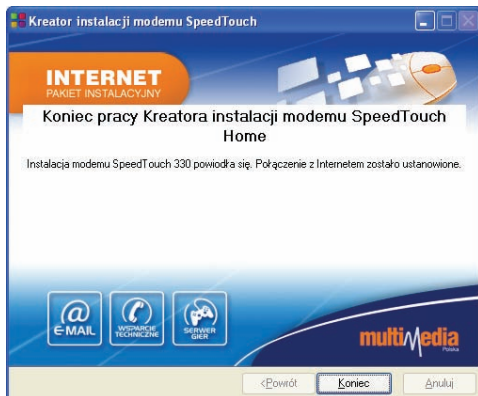 Kreator instalacji modemu SpeedTouch
INTERNET
PAKIET INSTALACYJNY
Koniec pracy Kreatora instalacji modemu SpeedTouch
Home
Instalacja modemu SpeedTouch 330 powiodła się. Połączenie z Internetem zostało ustanowione.
@
E-MAIL
WSPARCIE
TECHNICZNE
SERWER
GIER
multiMedia
Polska
<Powrót
Koniec
Anuluj